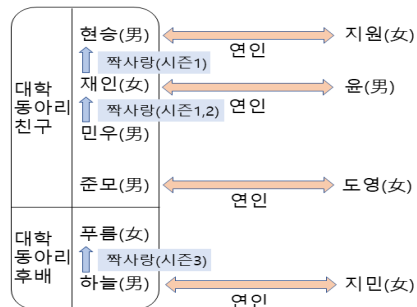 현승(男)
지원(女)
연인
짝사랑(시즌1)
대학
동아리
친구
재인(女)
윤(男)
연인
짝사랑(시즌1,2)
민우(男)
준모(男)
도영(女)
연인
대학
동아리
후배
푸름(女)
짝사랑(시즌3)
하늘(男)
지민(女)
연인